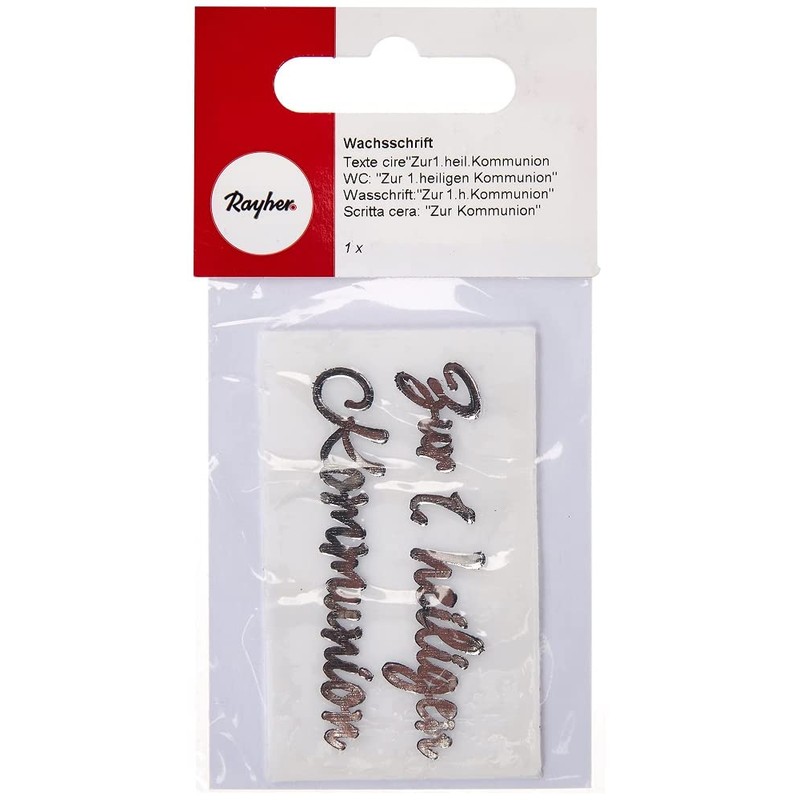 Rayher.
Wachsschrift
Texte cire"Zur1.heil.Kommunion
WC: "Zur 1.heiligen Kommunion"
Wasschrift:"Zur 1.h.Kommunion"
Scritta cera: "Zur Kommunion"
1 x
Zur 1. heiligen
Kommunion